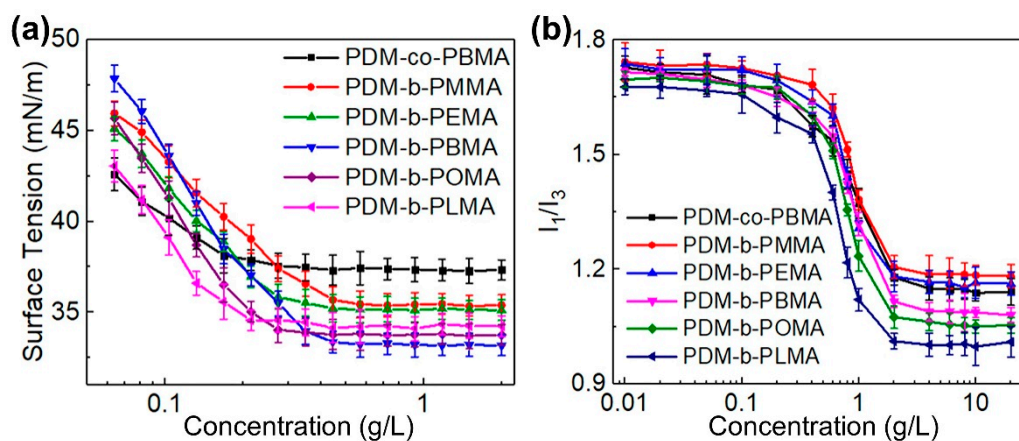 (a)
50
45
40
35
Surface Tension (mN/m)
PDM-co-PBMA
PDM-b-PMMA
PDM-b-PEMA
PDM-b-PBMA
PDM-b-POMA
PDM-b-PLMA
0.1
1
Concentration (g/L)
(b)
1.8
1.5
1.2
0.9
I₁/I₃
PDM-co-PBMA
PDM-b-PMMA
PDM-b-PEMA
PDM-b-PBMA
PDM-b-POMA
PDM-b-PLMA
0.01
0.1
1
10
Concentration (g/L)